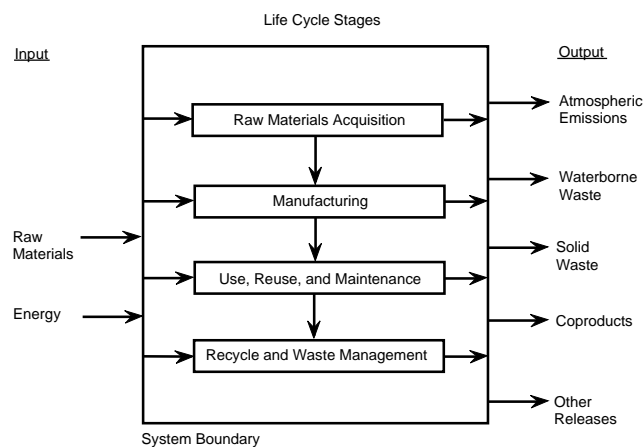 Life Cycle Stages
Input
Output
Raw Materials Acquisition
Manufacturing
Use, Reuse, and Maintenance
Recycle and Waste Management
Raw
Materials
Energy
Atmospheric
Emissions
Waterborne
Waste
Solid
Waste
Coproducts
Other
Releases
System Boundary